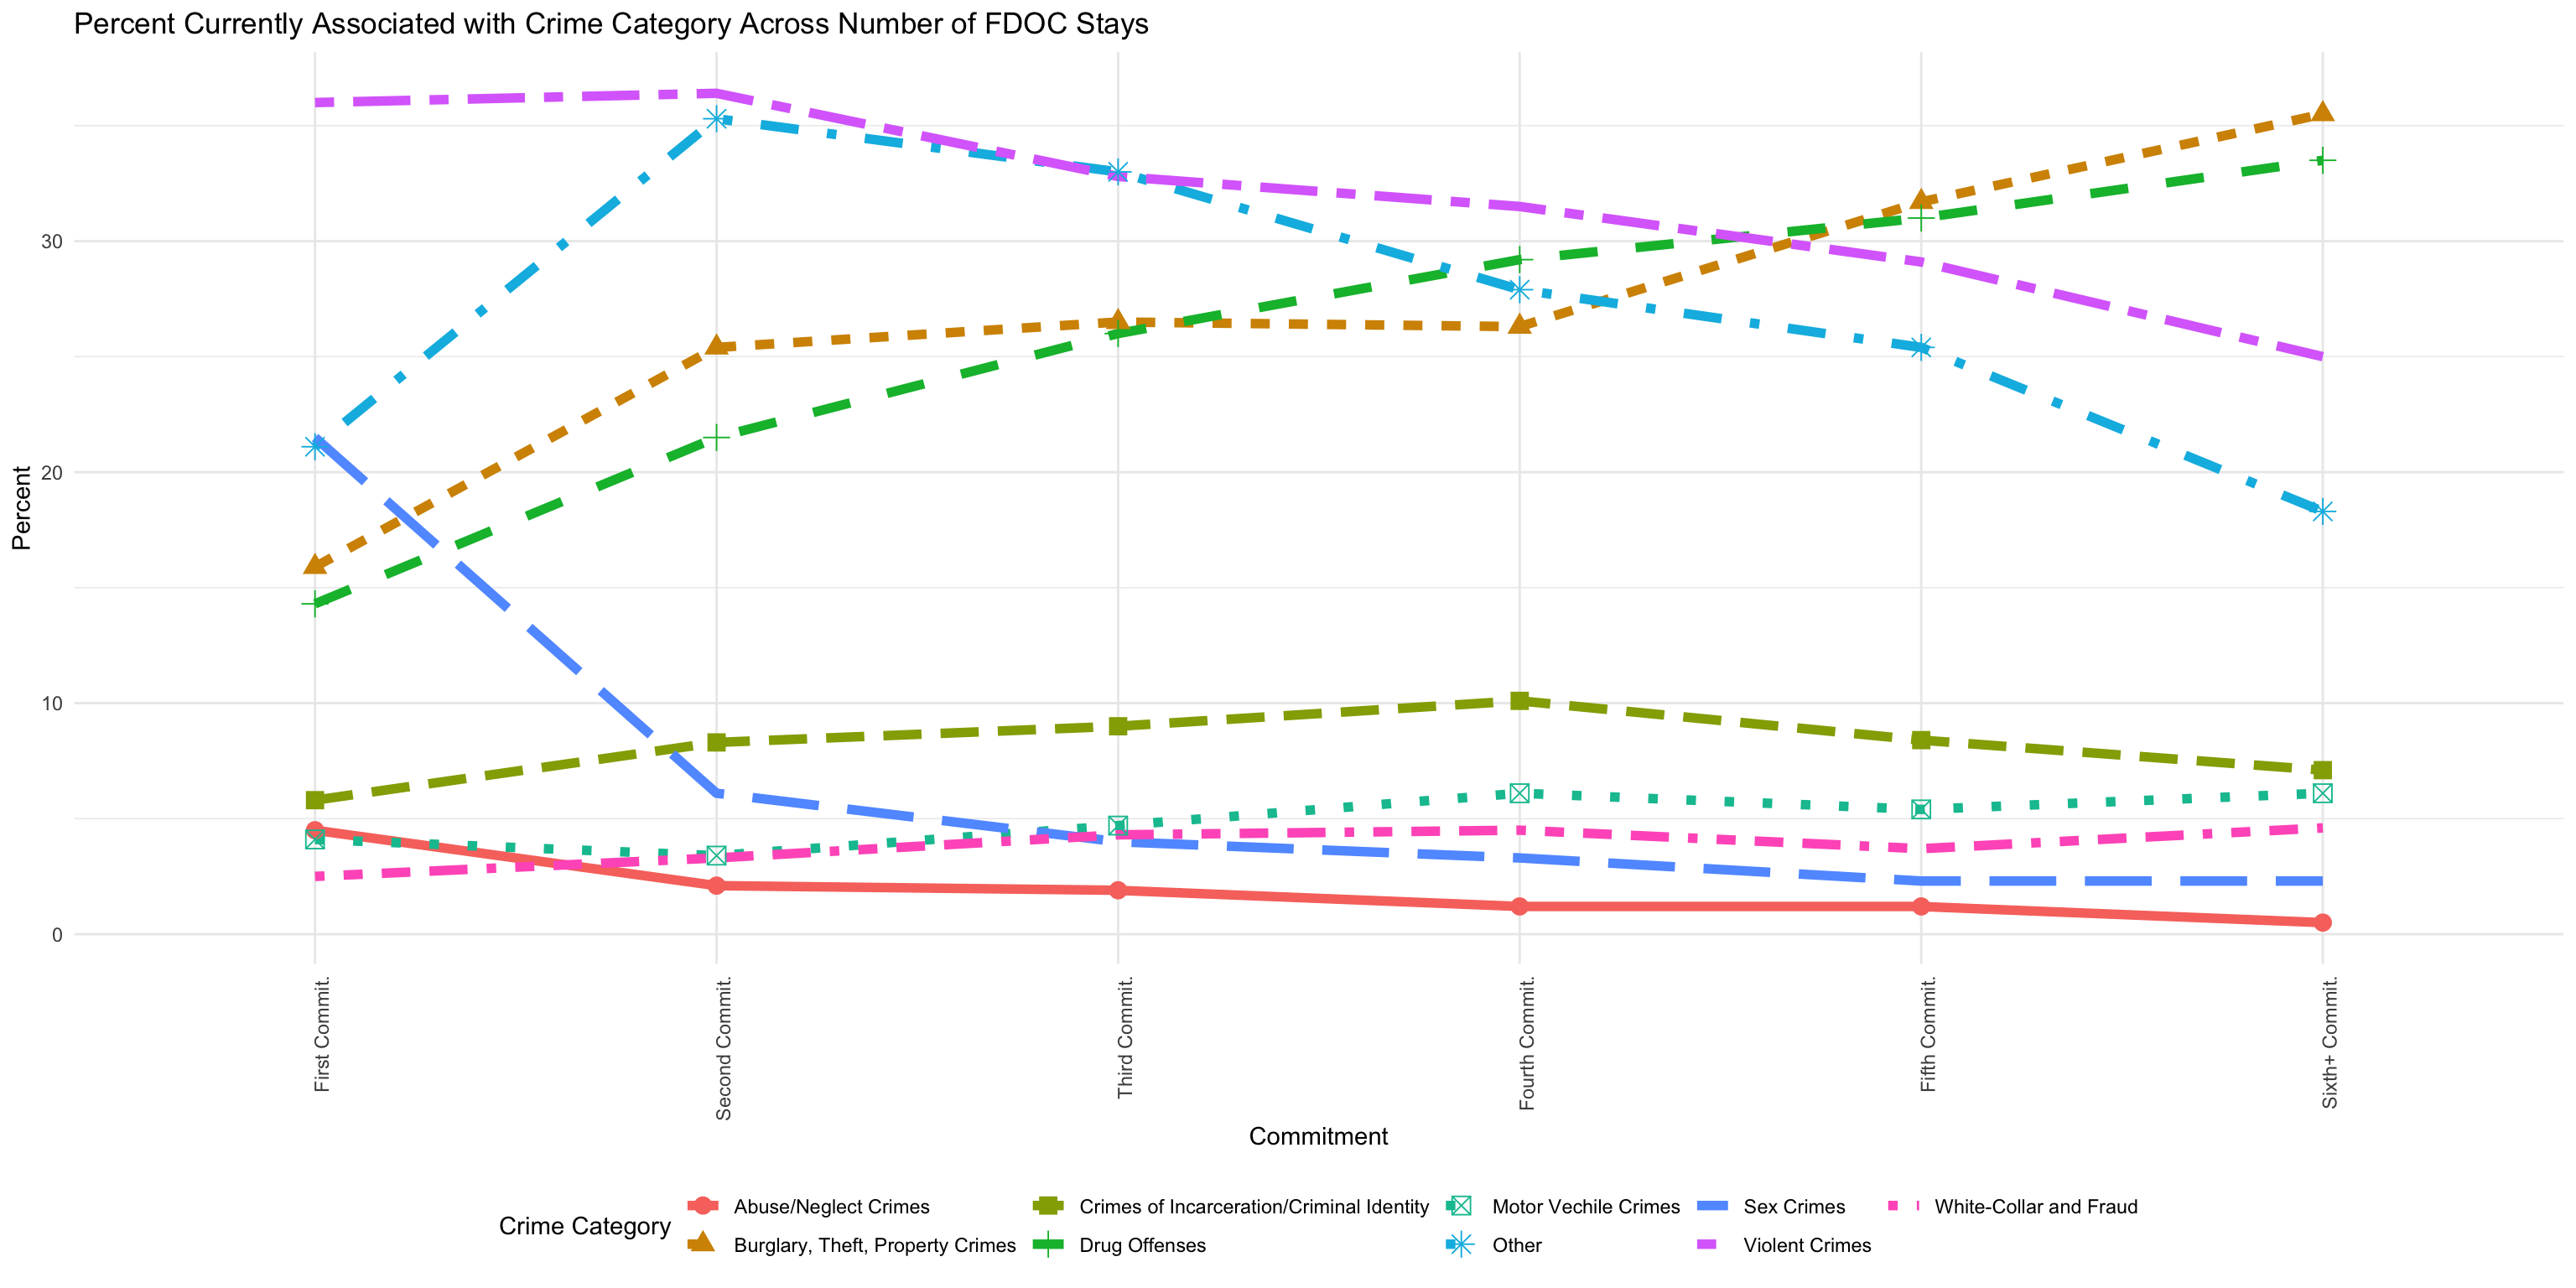 Percent Currently Associated with Crime Category Across Number of FDOC Stays
Percent
30
20
10
0
First Commit.
Second Commit.
Third Commit.
Fourth Commit.
Fifth Commit.
Sixth+ Commit.
Commitment
Crime Category
Abuse/Neglect Crimes
Crimes of Incarceration/Criminal Identity
Motor Vechile Crimes
Sex Crimes
White-Collar and Fraud
Burglary, Theft, Property Crimes
Drug Offenses
Other
Violent Crimes